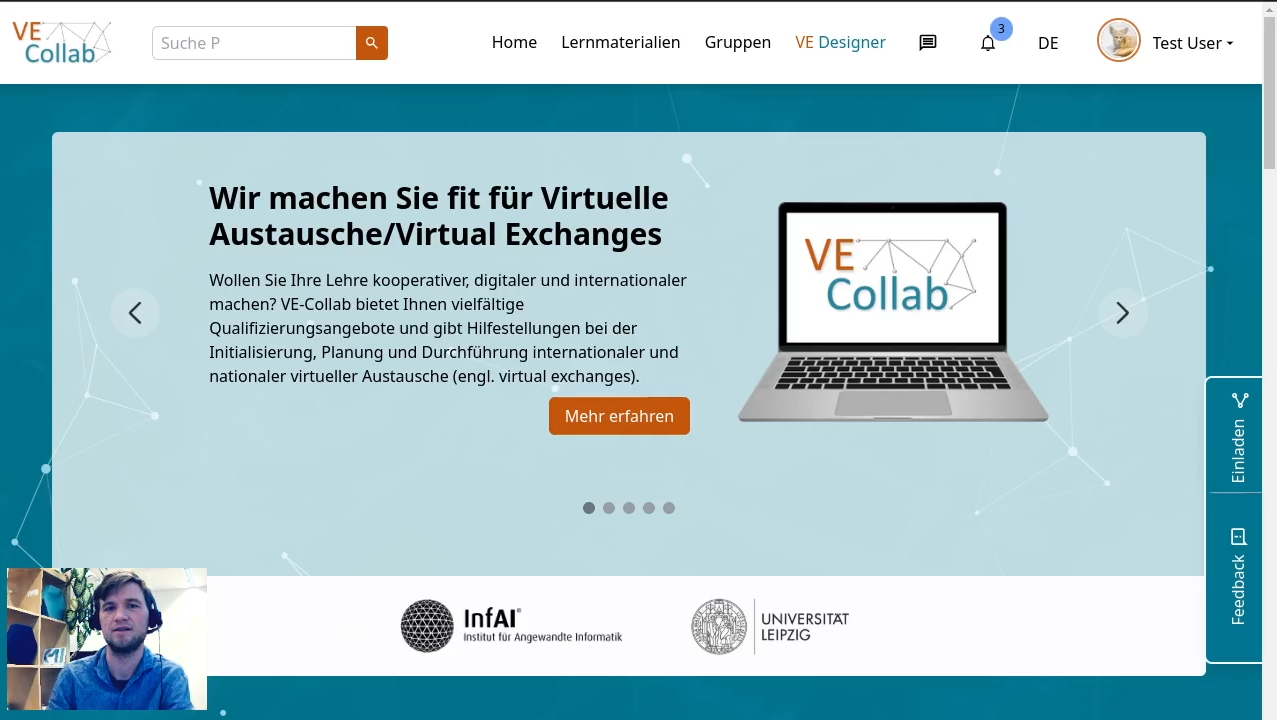 VE
Collab
Suche P
Home
Lernmaterialien
Gruppen
VE Designer
3
DE
Test User
Wir machen Sie fit für Virtuelle
Austausche/Virtual Exchanges
Wollen Sie Ihre Lehre kooperativer, digitaler und internationaler
machen? VE-Collab bietet Ihnen vielfältige
Qualifizierungsangebote und gibt Hilfestellungen bei der
Initialisierung, Planung und Durchführung internationaler und
nationaler virtueller Austausche (engl. virtual exchanges).
Mehr erfahren
VE
Collab
Einladen
Feedback
InfAI®
Institut für Angewandte Informatik
UNIVERSITÄT
LEIPZIG